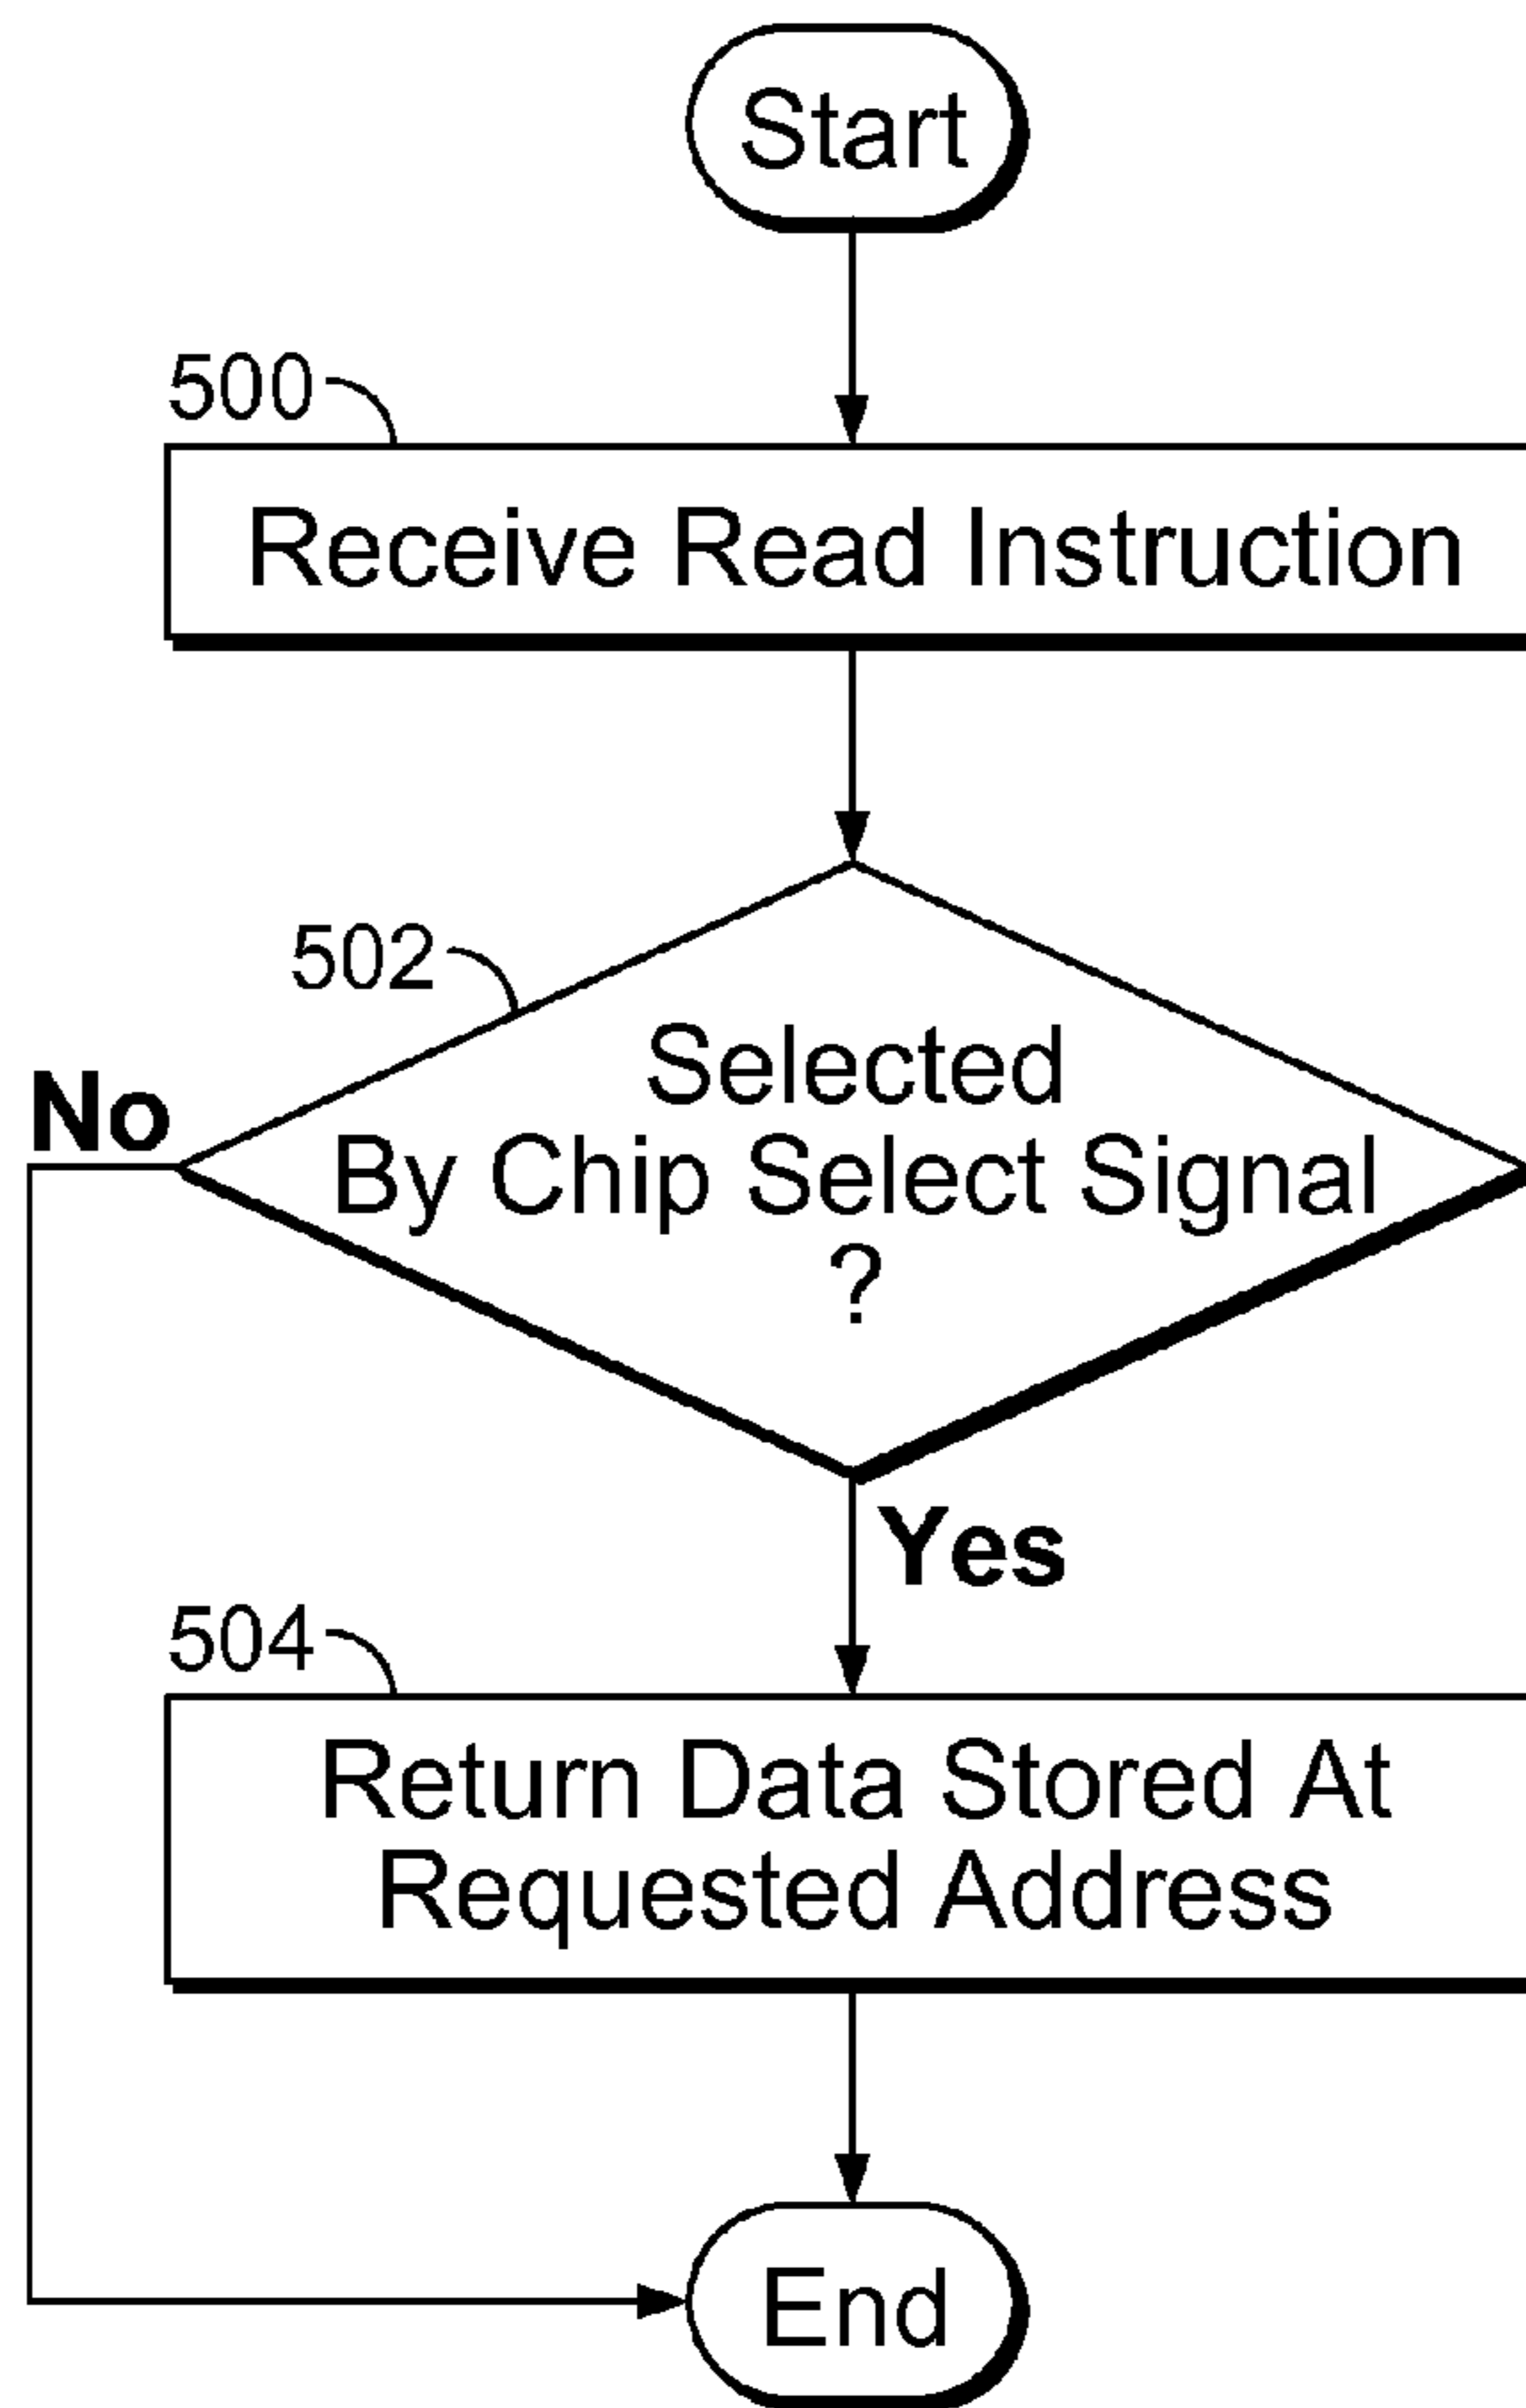 Start
500
Receive Read Instruction
502
Selected
By Chip Select Signal
?
No
Yes
504
Return Data Stored At
Requested Address
End